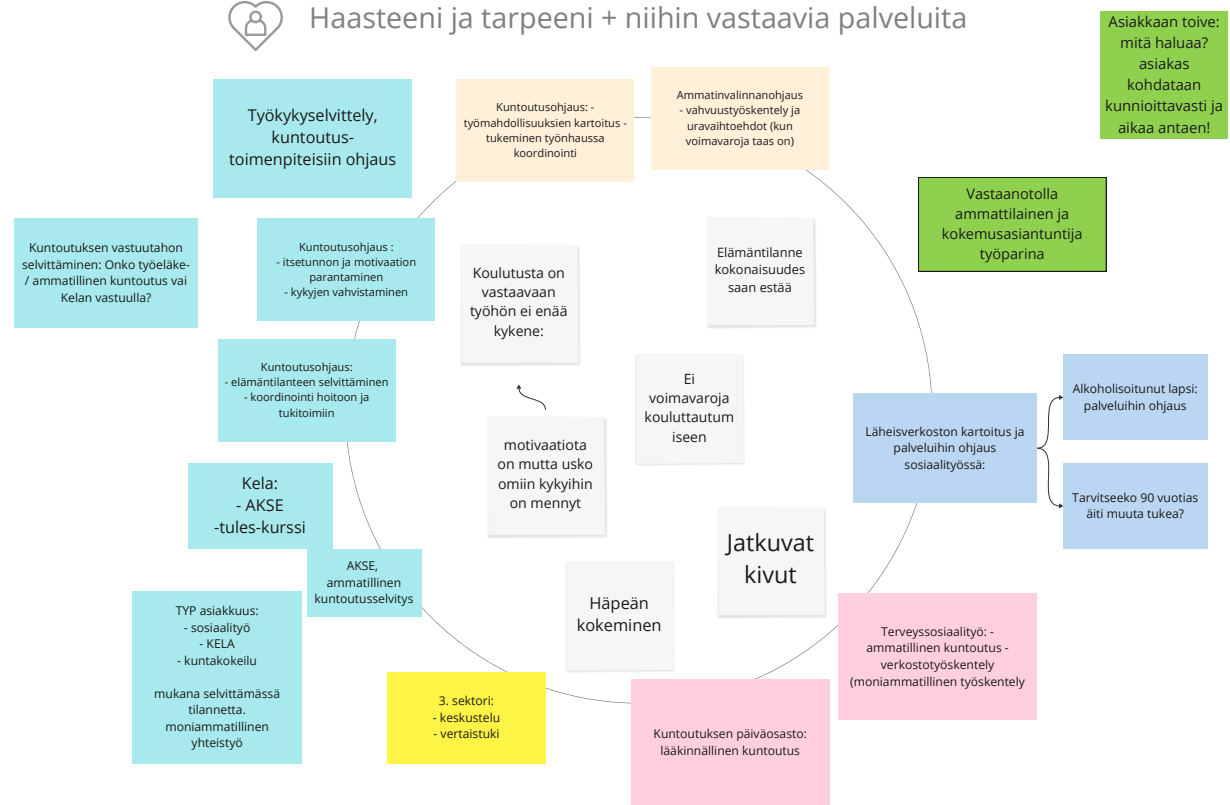 Haasteeni ja tarpeeni + niihin vastaavia palveluita
Asiakkaan toive:
mitä haluaa?
asiakas
kohdataan
kunnioittavasti ja
aikaa antaen!
Työkykyselvittely,
kuntoutus-
toimenpiteisiin ohjaus
Kuntoutusohjaus: -
työmahdollisuuksien kartoitus -
tukeminen työnhaussa
koordinointi
Ammatinvalinnanohjaus
- vahvuustyöskentely ja
uravaihtoehdot (kun
voimavaroja taas on)
Vastaanotolla
ammattilainen ja
kokemusasiantuntija
työparina
Kuntoutuksen vastuutahon
selvittäminen: Onko työeläke-
/ ammatillinen kuntoutus vai
Kelan vastuulla?
Kuntoutusohjaus :
- itsetunnon ja motivaation
parantaminen
- kykyjen vahvistaminen
Koulutusta on
vastaavaan
työhön ei enää
kykene:
Elämäntilanne
kokonaisuudes
saan estää
Kuntoutusohjaus:
- elämäntilanteen selvittäminen
- koordinointi hoitoon ja
tukitoimiin
Ei
voimavaroja
kouluttautum
iseen
motivaatiota
on mutta usko
omiin kykyihin
on mennyt
Läheisverkoston kartoitus ja
palveluihin ohjaus
sosiaalityössä:
Alkoholisoitunut lapsi:
palveluihin ohjaus
Tarvitseeko 90 vuotias
äiti muuta tukea?
Kela:
- AKSE
-tules-kurssi
AKSE,
ammatillinen
kuntoutusselvitys
Jatkuvat
kivut
Häpeän
kokeminen
TYP asiakkuus:
- sosiaalityö
- KELA
- kuntakokeilu
mukana selvittämässä
tilannetta.
moniammatillinen
yhteistyö
3. sektori:
- keskustelu
- vertaistuki
Terveyssosiaalityö: -
ammatillinen kuntoutus -
verkostotyöskentely
(moniammatillinen työskentely
Kuntoutuksen päiväosasto:
lääkinnällinen kuntoutus